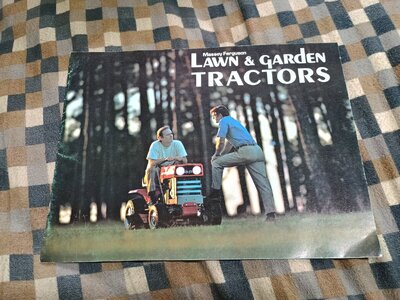 Massey Ferguson
LAWN & GARDEN
TRACTORS